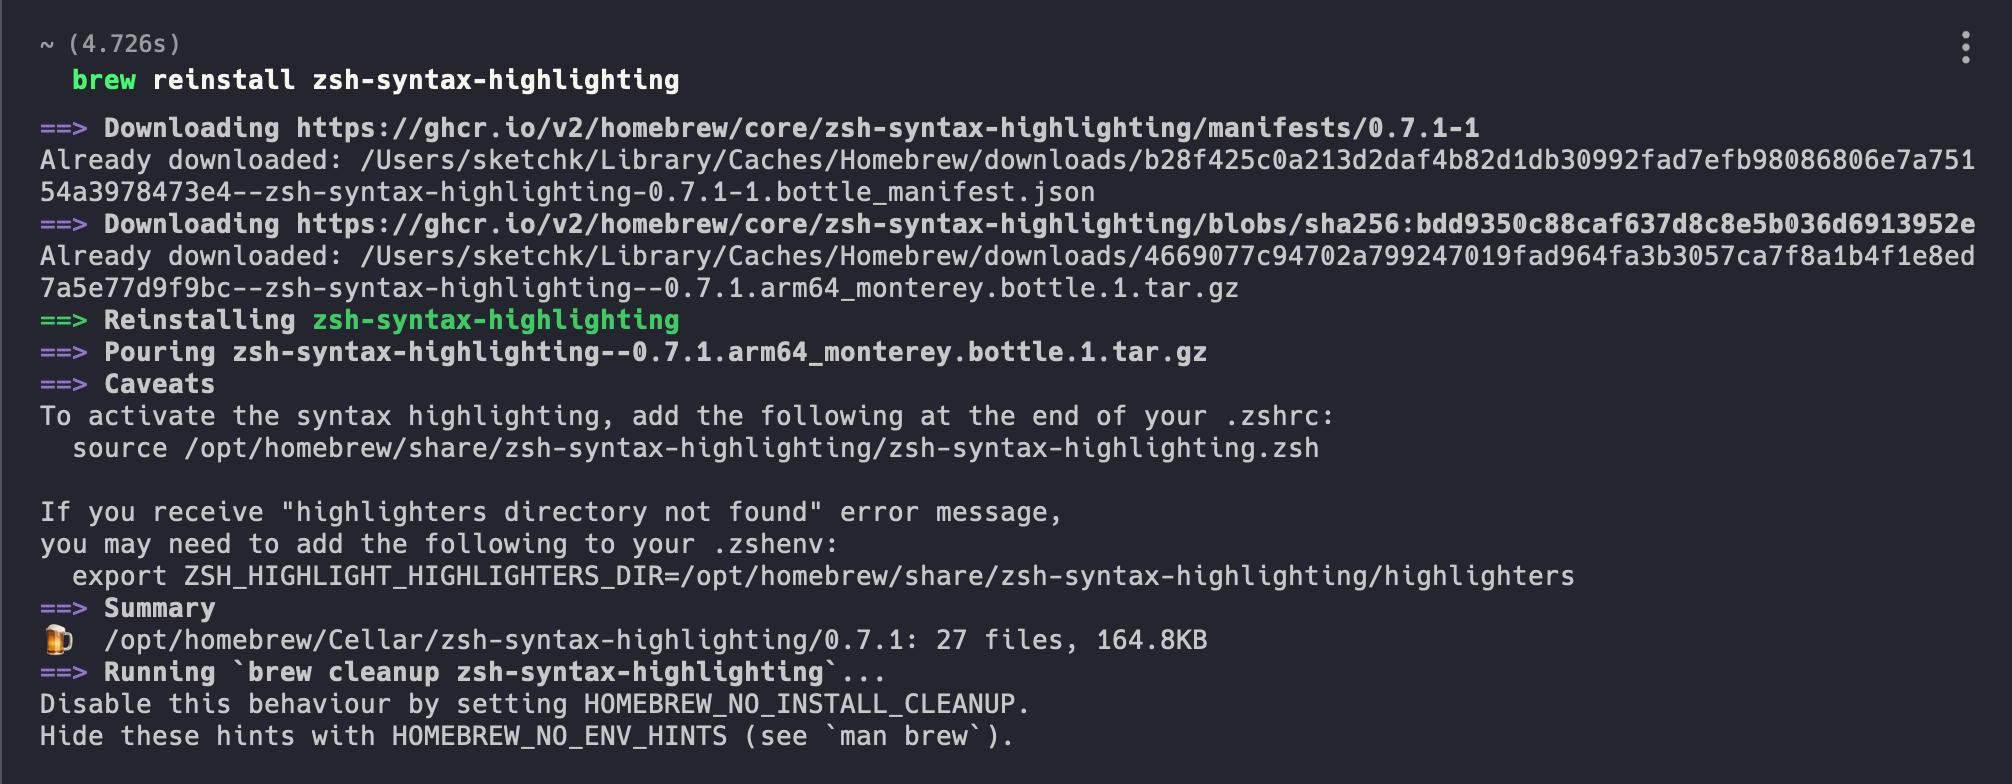 ~ (4.726s)
brew reinstall zsh-syntax-highlighting
==> Downloading https://ghcr.io/v2/homebrew/core/zsh-syntax-highlighting/manifests/0.7.1-1
Already downloaded: /Users/sketchk/Library/Caches/Homebrew/downloads/b28f425c0a213d2daf4b82d1db30992fad7efb98086806e7a751
54a3978473e4--zsh-syntax-highlighting-0.7.1-1.bottle_manifest.json
==> Downloading https://ghcr.io/v2/homebrew/core/zsh-syntax-highlighting/blobs/sha256:bdd9350c88caf637d8c8e5b036d6913952e
Already downloaded: /Users/sketchk/Library/Caches/Homebrew/downloads/4669077c94702a799247019fad964fa3b3057ca7f8a1b4f1e8ed
7a5e77d9f9bc--zsh-syntax-highlighting--0.7.1.arm64_monterey.bottle.1.tar.gz
==> Reinstalling zsh-syntax-highlighting
==> Pouring zsh-syntax-highlighting--0.7.1.arm64_monterey.bottle.1.tar.gz
==> Caveats
To activate the syntax highlighting, add the following at the end of your .zshrc:
  source /opt/homebrew/share/zsh-syntax-highlighting/zsh-syntax-highlighting.zsh

If you receive "highlighters directory not found" error message,
you may need to add the following to your .zshenv:
  export ZSH_HIGHLIGHT_HIGHLIGHTERS_DIR=/opt/homebrew/share/zsh-syntax-highlighting/highlighters
==> Summary
🍺  /opt/homebrew/Cellar/zsh-syntax-highlighting/0.7.1: 27 files, 164.8KB
==> Running `brew cleanup zsh-syntax-highlighting`...
Disable this behaviour by setting HOMEBREW_NO_INSTALL_CLEANUP.
Hide these hints with HOMEBREW_NO_ENV_HINTS (see `man brew`).